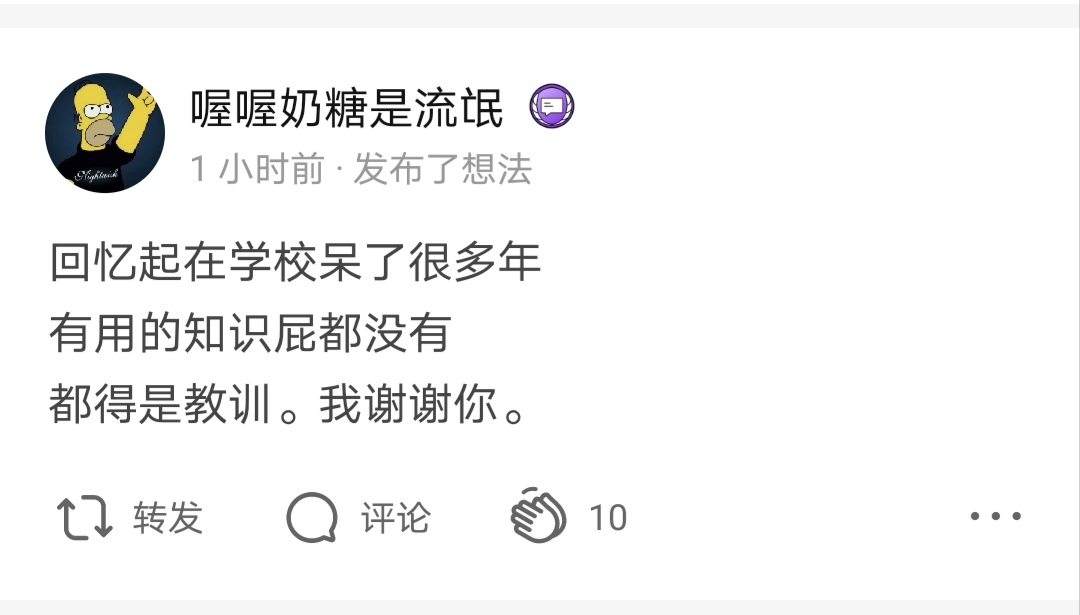 喔喔奶糖是流氓
1 小时前 · 发布了想法
Nightwish
回忆起在学校呆了很多年
有用的知识屁都没有
都得是教训。我谢谢你。
转发 评论 10